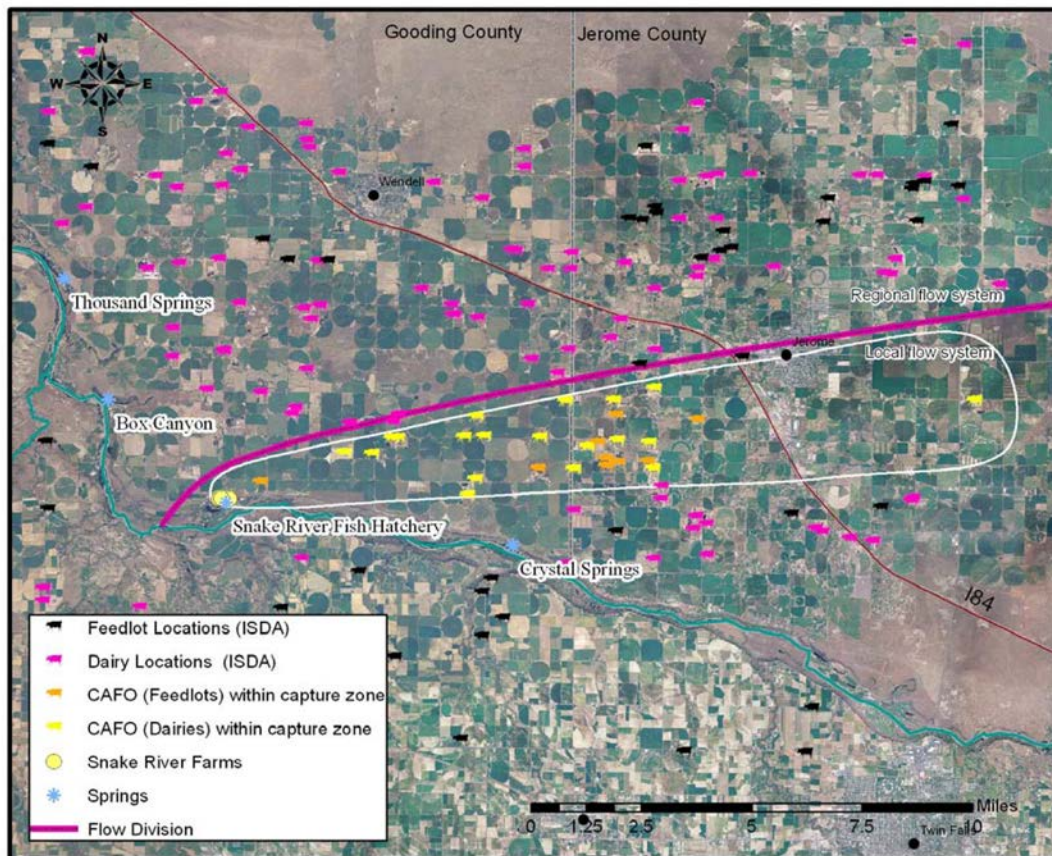 Gooding County
Jerome County
N
W
E
S
Wendell
Thousand Springs
Regional flow system
Jerome
Local flow system
Box Canyon
Snake River Fish Hatchery
Crystal Springs
I84
Feedlot Locations (ISDA)
Dairy Locations (ISDA)
CAFO (Feedlots) within capture zone
CAFO (Dairies) within capture zone
Snake River Farms
Springs
Flow Division
Miles
0 1.25 2.5 5 7.5 10
Twin Falls